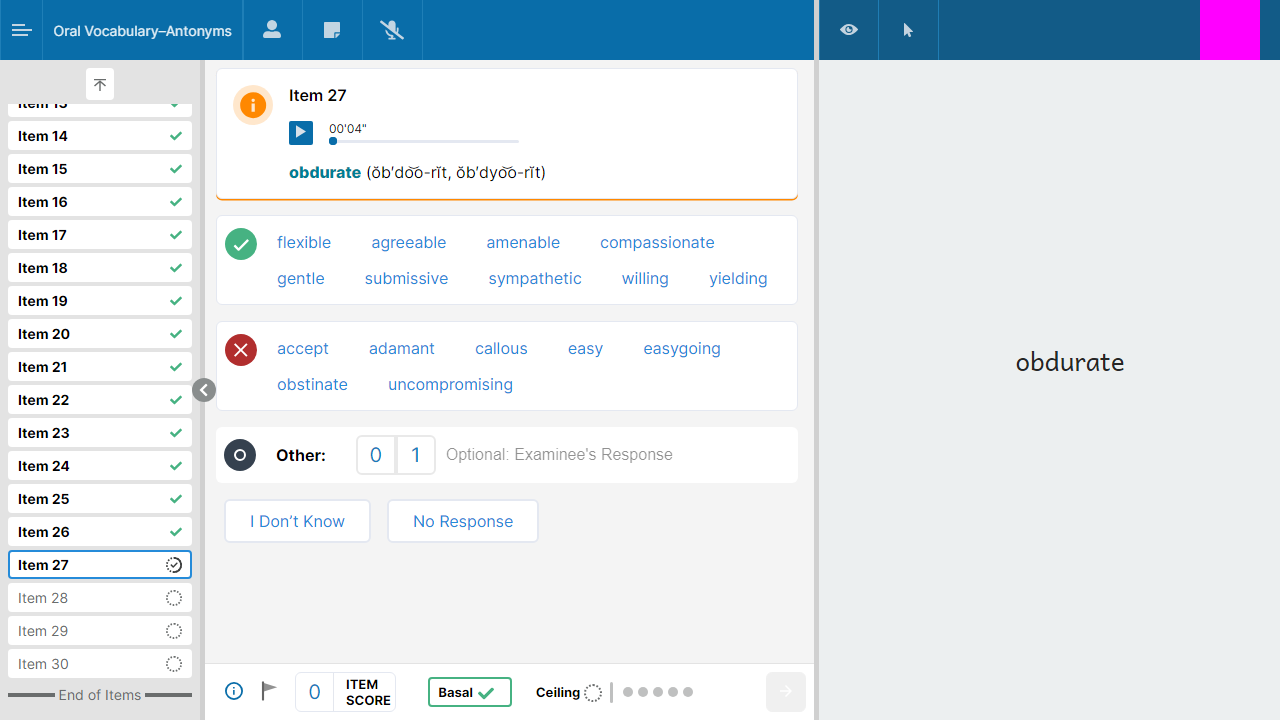 Oral Vocabulary–Antonyms
Item 13
Item 14
Item 15
Item 16
Item 17
Item 18
Item 19
Item 20
Item 21
Item 22
Item 23
Item 24
Item 25
Item 26
Item 27
Item 28
Item 29
Item 30
End of Items
Item 27
00'04"
obdurate (ŏb′do͝o-rĭt, ŏb′dyo͝o-rĭt)
flexible agreeable amenable compassionate
gentle submissive sympathetic willing yielding
accept adamant callous easy easygoing
obstinate uncompromising
Other: 0 1 Optional: Examinee's Response
I Don’t Know No Response
0 ITEM SCORE Basal Ceiling
obdurate